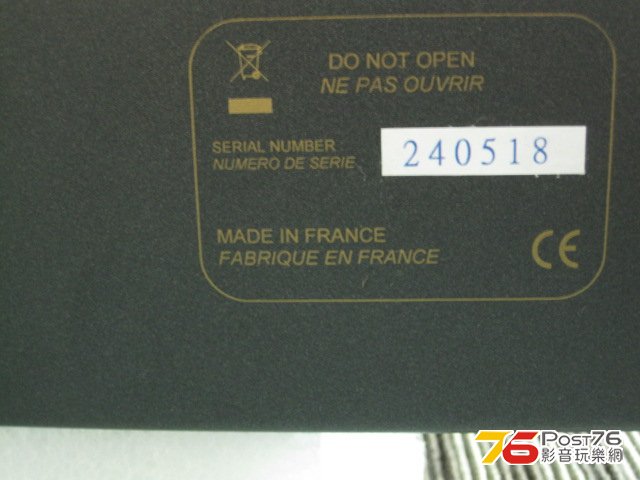 DO NOT OPEN
NE PAS OUVRIR
SERIAL NUMBER
NUMERO DE SERIE
240518
MADE IN FRANCE
FABRIQUE EN FRANCE
CE
76 Post76
影音玩樂網